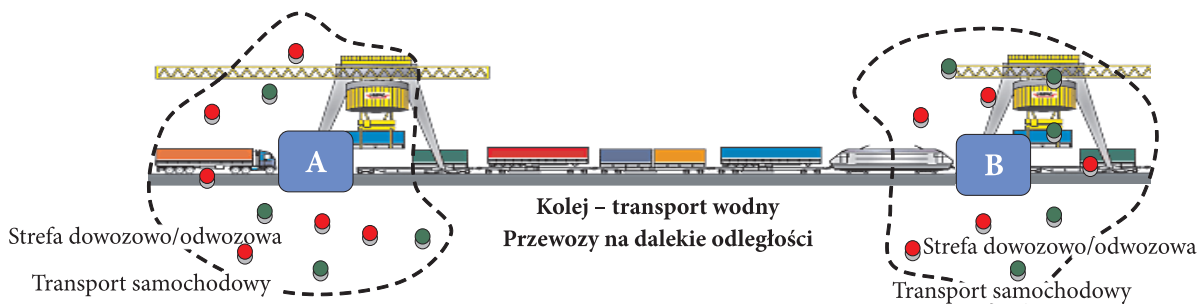 A
B
Kolej – transport wodny
Przewozy na dalekie odległości
Strefa dowozowo/odwozowa
Transport samochodowy
Strefa dowozowo/odwozowa
Transport samochodowy